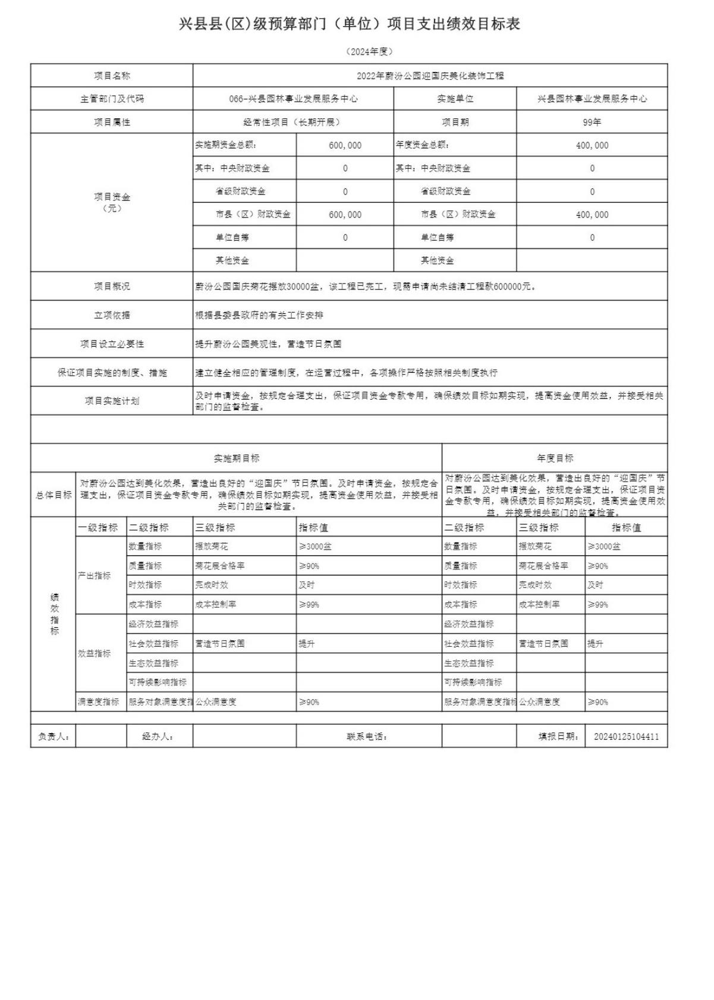 兴县县(区)级预算部门（单位）项目支出绩效目标表
（2024年度）
项目名称 2022年蔚汾公园迎国庆美化装饰工程
主管部门及代码 066-兴县园林事业发展服务中心 实施单位 兴县园林事业发展服务中心
项目属性 经常性项目（长期开展） 项目期 99年
项目资金
（元）
实施期资金总额： 600,000 年度资金总额： 400,000
其中：中央财政资金 0 其中：中央财政资金 0
省级财政资金 0 省级财政资金 0
市县（区）财政资金 600,000 市县（区）财政资金 400,000
单位自筹 0 单位自筹 0
其他资金 其他资金
项目概况 蔚汾公园国庆菊花摆放30000盆，该工程已完工，现需申请尚未结清工程款600000元。
立项依据 根据县委县政府的有关工作安排
项目设立必要性 提升蔚汾公园美观性，营造节日氛围
保证项目实施的制度、措施 建立健全相应的管理制度，在运营过程中，各项操作严格按照相关制度执行
项目实施计划 及时申请资金，按规定合理支出，保证项目资金专款专用，确保绩效目标如期实现，提高资金使用效益，并接受相关
部门的监督检查。
实施期目标 年度目标
总体目标
对蔚汾公园达到美化效果，营造出良好的“迎国庆”节日氛围。及时申请资金，按规定合
理支出，保证项目资金专款专用，确保绩效目标如期实现，提高资金使用效益，并接受相
关部门的监督检查。
对蔚汾公园达到美化效果，营造出良好的“迎国庆”节
日氛围。及时申请资金，按规定合理支出，保证项目资
金专款专用，确保绩效目标如期实现，提高资金使用效
益，并接受相关部门的监督检查。
绩
效
指
标
一级指标 二级指标 三级指标 指标值 二级指标 三级指标 指标值
产出指标
数量指标 摆放菊花 ≥3000盆 数量指标 摆放菊花 ≥3000盆
质量指标 菊花展合格率 ≥90% 质量指标 菊花展合格率 ≥90%
时效指标 完成时效 及时 时效指标 完成时效 及时
成本指标 成本控制率 ≥99% 成本指标 成本控制率 ≥99%
效益指标
经济效益指标 经济效益指标
社会效益指标 营造节日氛围 提升 社会效益指标 营造节日氛围 提升
生态效益指标 生态效益指标
可持续影响指标 可持续影响指标
满意度指标 服务对象满意度指 公众满意度 ≥90% 服务对象满意度指标 公众满意度 ≥90%
负责人： 经办人： 联系电话： 填报日期： 20240125104411